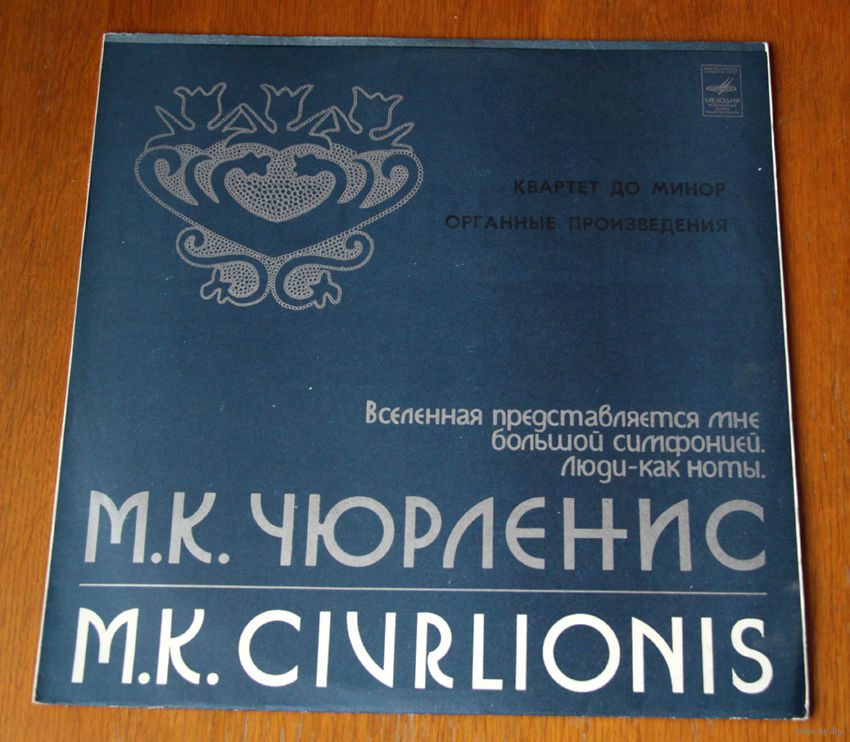 МЕЛОДИЯ
КВАРТЕТ ДО МИНОР
ОРГАННЫЕ ПРОИЗВЕДЕНИЯ
Вселенная представляется мне
большой симфонией.
Люди-как ноты.
М.К. ЧЮРЛЕНИС
M.K. CIVRLIONIS